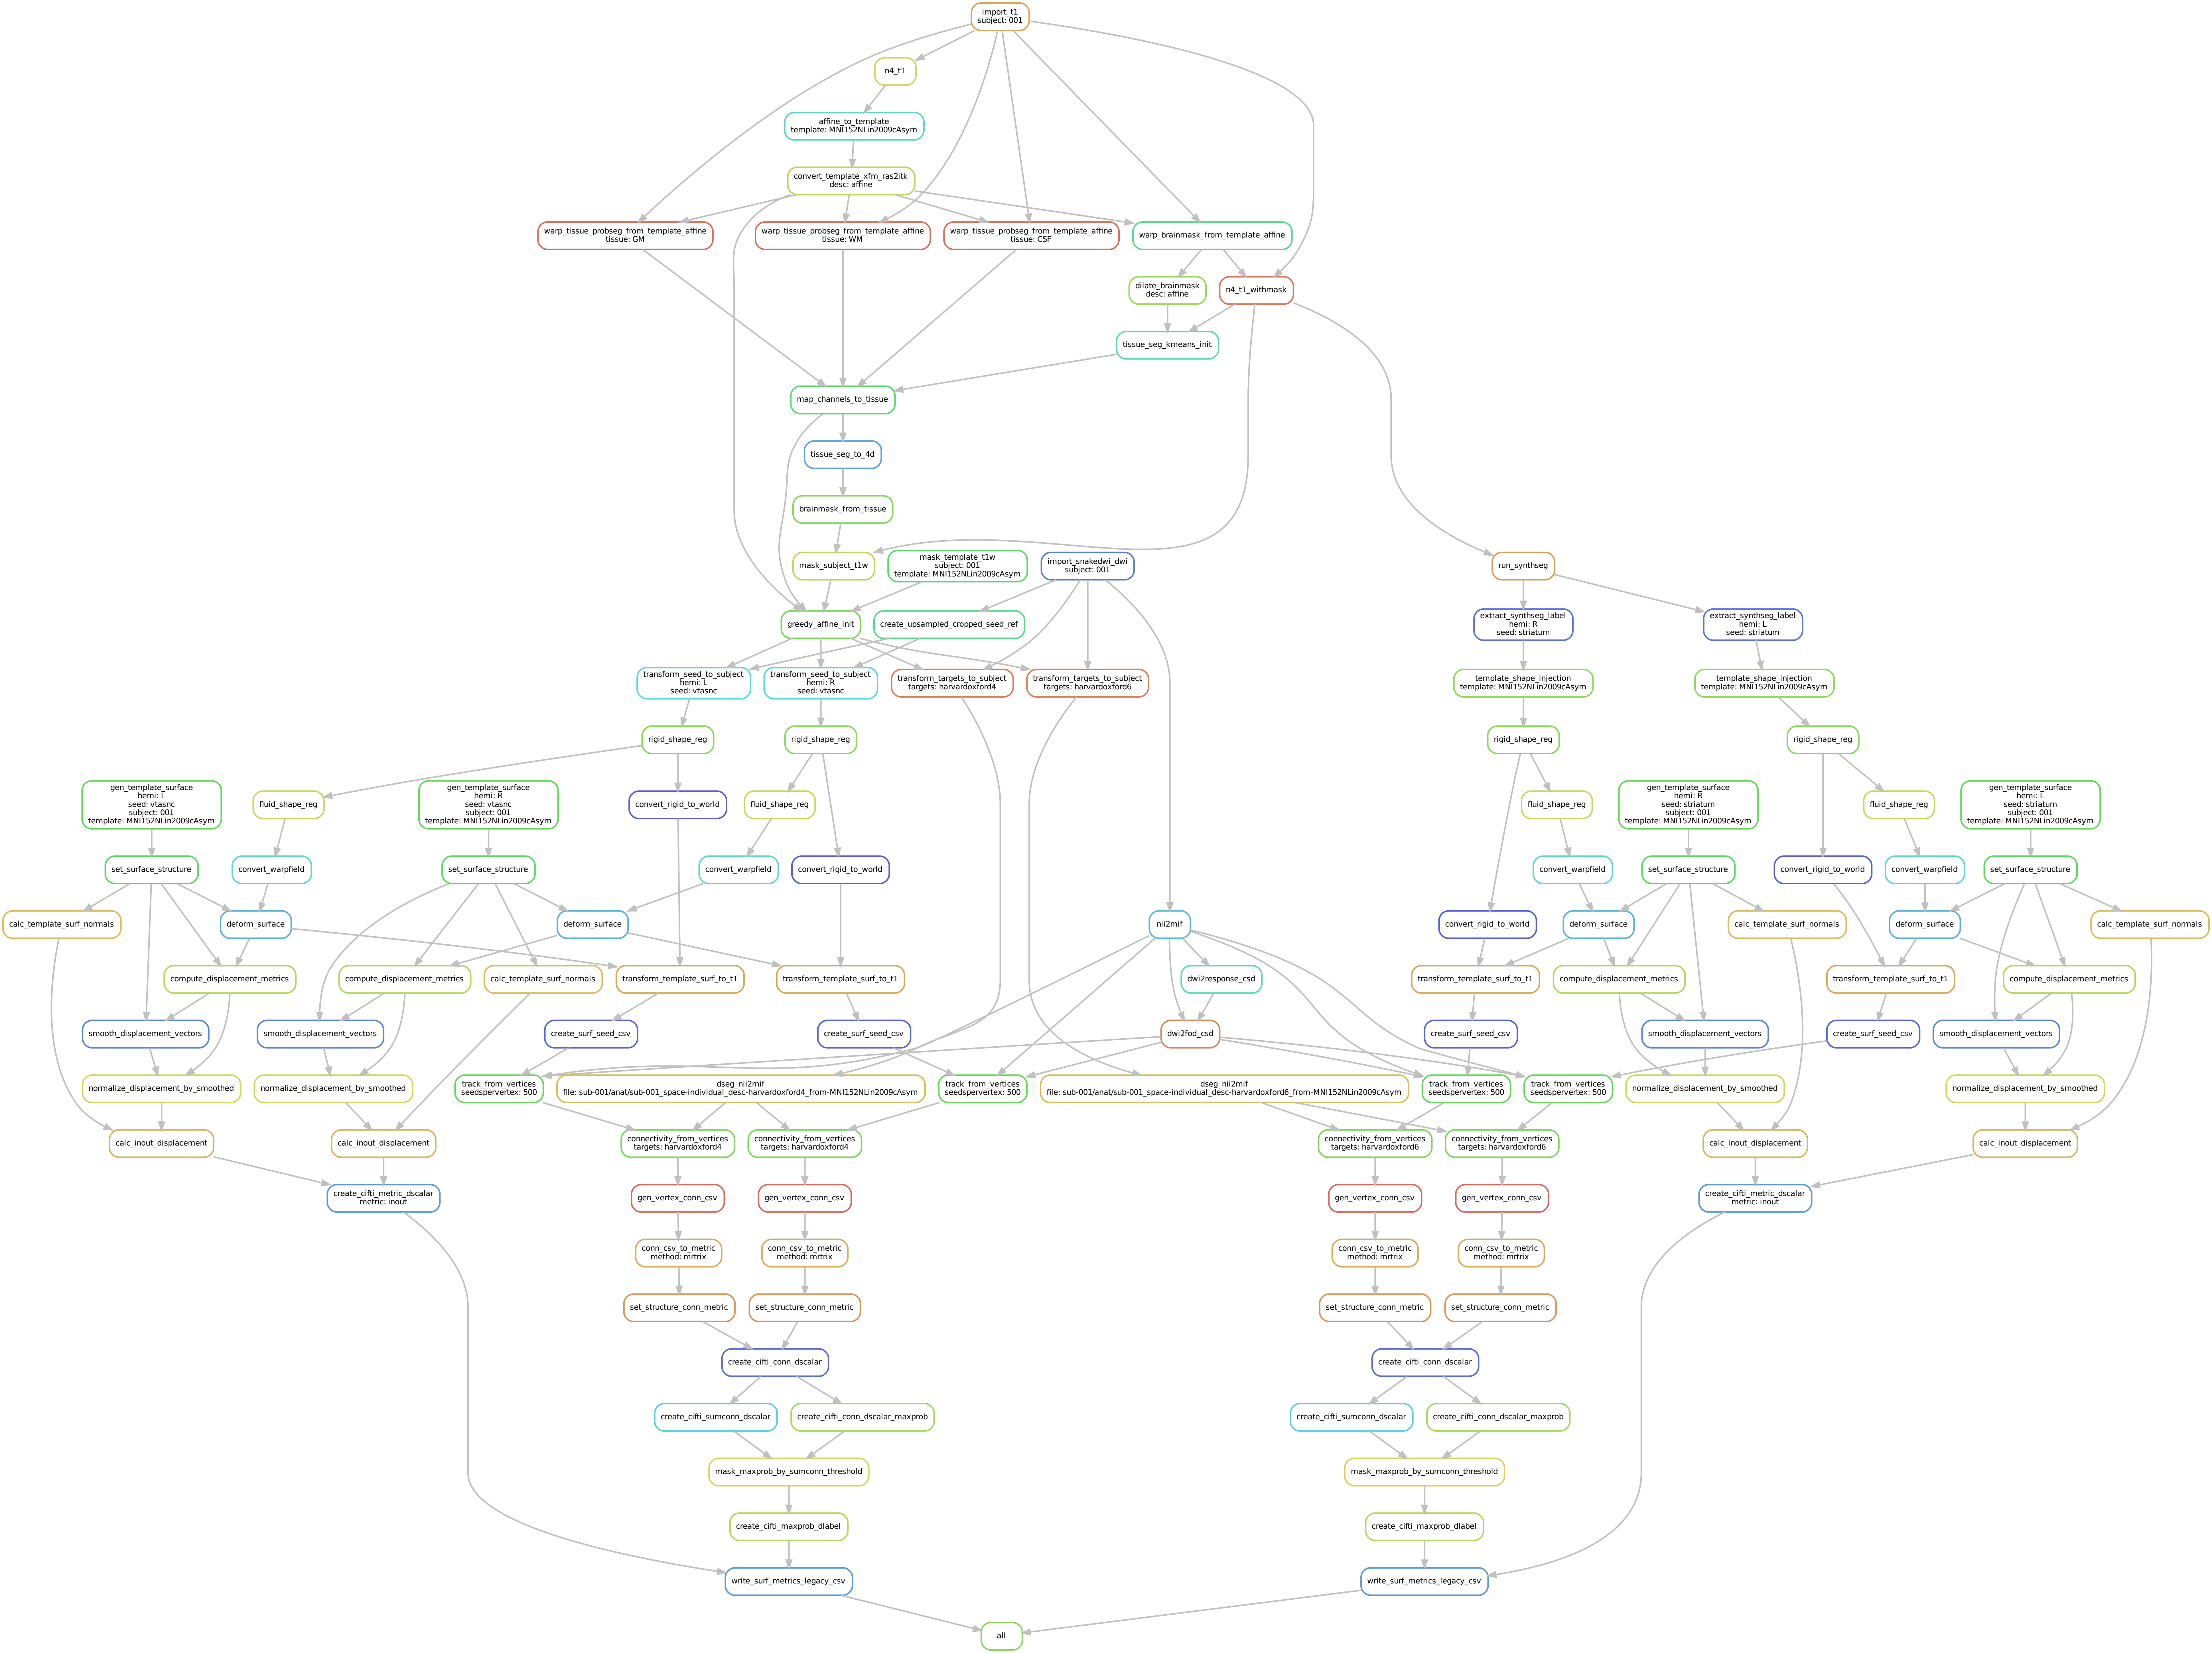 import_t1
subject: 001
n4_t1
affine_to_template
template: MNI152NLin2009cAsym
convert_template_xfm_ras2itk
desc: affine
warp_tissue_probseg_from_template_affine
tissue: GM
warp_tissue_probseg_from_template_affine
tissue: WM
warp_tissue_probseg_from_template_affine
tissue: CSF
warp_brainmask_from_template_affine
dilate_brainmask
desc: affine
n4_t1_withmask
tissue_seg_kmeans_init
map_channels_to_tissue
tissue_seg_to_4d
brainmask_from_tissue
mask_subject_t1w
mask_template_t1w
subject: 001
template: MNI152NLin2009cAsym
import_snakedwi_dwi
subject: 001
run_synthseg
greedy_affine_init
create_upsampled_cropped_seed_ref
extract_synthseg_label
hemi: R
seed: striatum
extract_synthseg_label
hemi: L
seed: striatum
transform_seed_to_subject
hemi: L
seed: vtasnc
transform_seed_to_subject
hemi: R
seed: vtasnc
transform_targets_to_subject
targets: harvardoxford4
transform_targets_to_subject
targets: harvardoxford6
template_shape_injection
template: MNI152NLin2009cAsym
template_shape_injection
template: MNI152NLin2009cAsym
rigid_shape_reg
rigid_shape_reg
rigid_shape_reg
rigid_shape_reg
gen_template_surface
hemi: L
seed: vtasnc
subject: 001
template: MNI152NLin2009cAsym
fluid_shape_reg
gen_template_surface
hemi: R
seed: vtasnc
subject: 001
template: MNI152NLin2009cAsym
convert_rigid_to_world
fluid_shape_reg
fluid_shape_reg
gen_template_surface
hemi: R
seed: striatum
subject: 001
template: MNI152NLin2009cAsym
fluid_shape_reg
gen_template_surface
hemi: L
seed: striatum
subject: 001
template: MNI152NLin2009cAsym
set_surface_structure
convert_warpfield
set_surface_structure
convert_warpfield
convert_rigid_to_world
convert_warpfield
set_surface_structure
convert_rigid_to_world
convert_warpfield
set_surface_structure
calc_template_surf_normals
deform_surface
deform_surface
nii2mif
convert_rigid_to_world
deform_surface
calc_template_surf_normals
deform_surface
calc_template_surf_normals
compute_displacement_metrics
compute_displacement_metrics
calc_template_surf_normals
transform_template_surf_to_t1
transform_template_surf_to_t1
dwi2response_csd
transform_template_surf_to_t1
compute_displacement_metrics
transform_template_surf_to_t1
compute_displacement_metrics
smooth_displacement_vectors
smooth_displacement_vectors
create_surf_seed_csv
create_surf_seed_csv
dwi2fod_csd
create_surf_seed_csv
smooth_displacement_vectors
create_surf_seed_csv
smooth_displacement_vectors
normalize_displacement_by_smoothed
normalize_displacement_by_smoothed
track_from_vertices
seedspervertex: 500
dseg_nii2mif
file: sub-001/anat/sub-001_space-individual_desc-harvardoxford4_from-MNI152NLin2009cAsym
track_from_vertices
seedspervertex: 500
dseg_nii2mif
file: sub-001/anat/sub-001_space-individual_desc-harvardoxford6_from-MNI152NLin2009cAsym
track_from_vertices
seedspervertex: 500
track_from_vertices
seedspervertex: 500
normalize_displacement_by_smoothed
normalize_displacement_by_smoothed
calc_inout_displacement
calc_inout_displacement
connectivity_from_vertices
targets: harvardoxford4
connectivity_from_vertices
targets: harvardoxford4
connectivity_from_vertices
targets: harvardoxford6
connectivity_from_vertices
targets: harvardoxford6
calc_inout_displacement
calc_inout_displacement
create_cifti_metric_dscalar
metric: inout
gen_vertex_conn_csv
gen_vertex_conn_csv
gen_vertex_conn_csv
gen_vertex_conn_csv
create_cifti_metric_dscalar
metric: inout
conn_csv_to_metric
method: mrtrix
conn_csv_to_metric
method: mrtrix
conn_csv_to_metric
method: mrtrix
conn_csv_to_metric
method: mrtrix
set_structure_conn_metric
set_structure_conn_metric
set_structure_conn_metric
set_structure_conn_metric
create_cifti_conn_dscalar
create_cifti_conn_dscalar
create_cifti_sumconn_dscalar
create_cifti_conn_dscalar_maxprob
create_cifti_sumconn_dscalar
create_cifti_conn_dscalar_maxprob
mask_maxprob_by_sumconn_threshold
mask_maxprob_by_sumconn_threshold
create_cifti_maxprob_dlabel
create_cifti_maxprob_dlabel
write_surf_metrics_legacy_csv
write_surf_metrics_legacy_csv
all